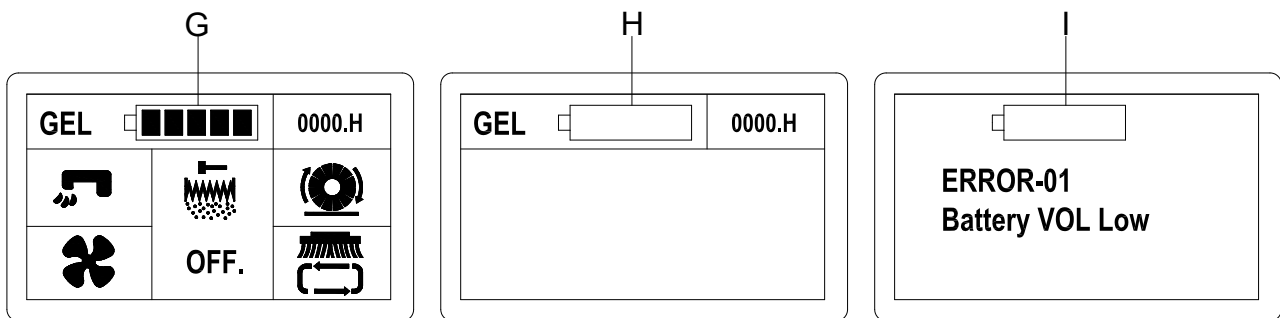 G
H
I
GEL
0000.H
OFF.
GEL
0000.H
ERROR-01
Battery VOL Low